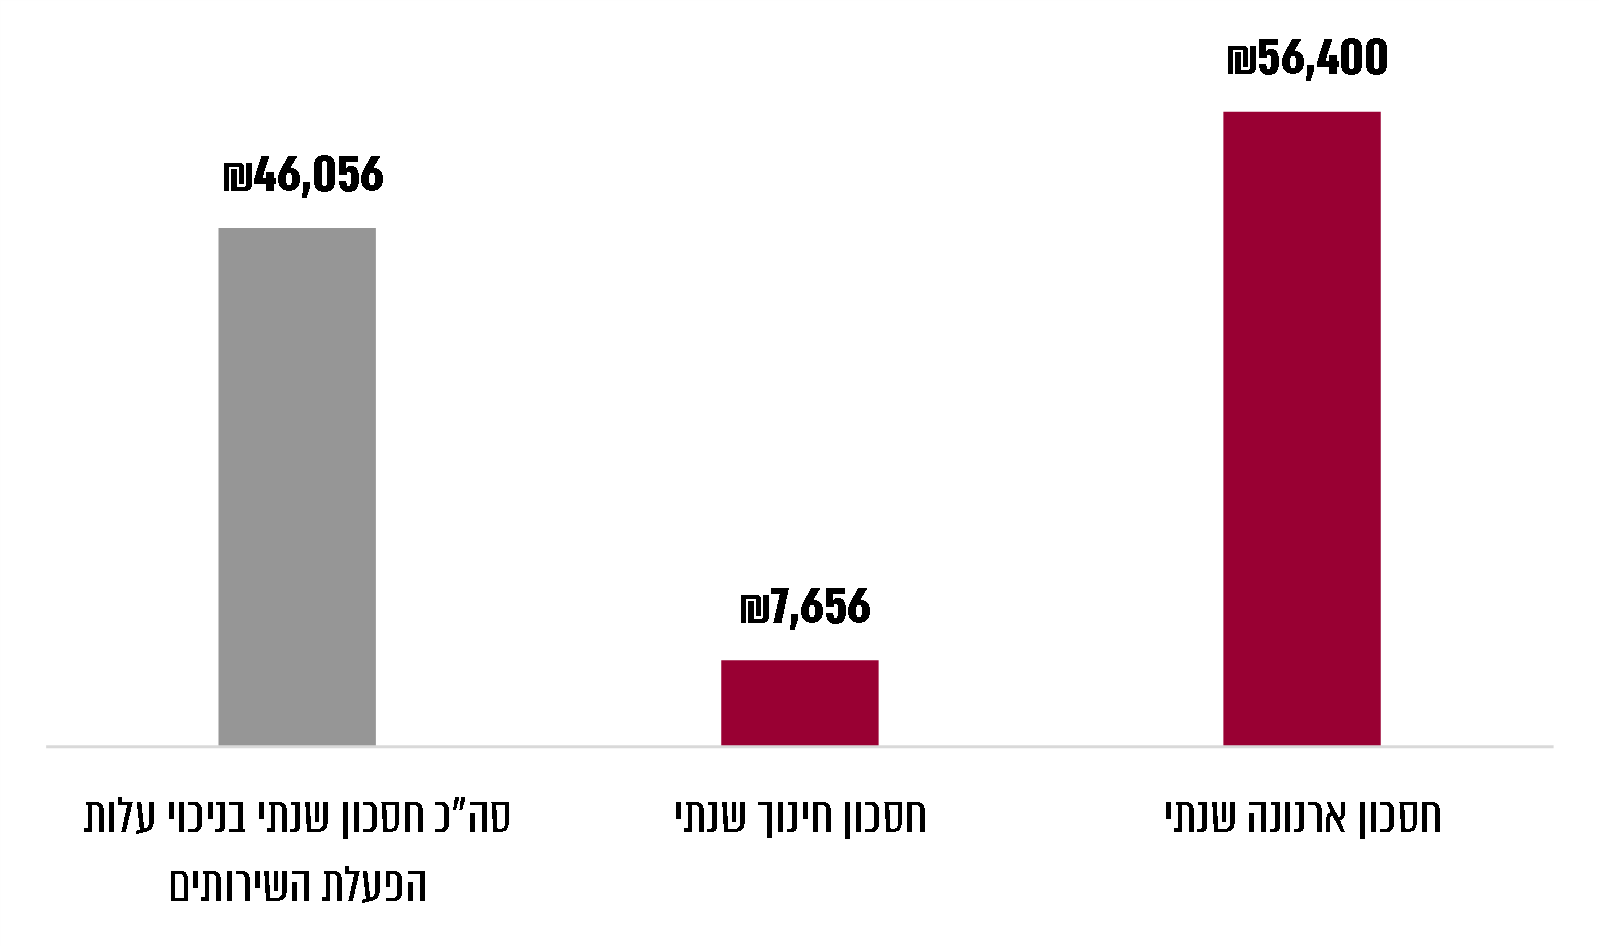 ₪56,400
₪46,056
₪7,656
חסכון ארנונה שנתי
חסכון חינוך שנתי
סה"כ חסכון שנתי בניכוי עלות
הפעלת השירותים